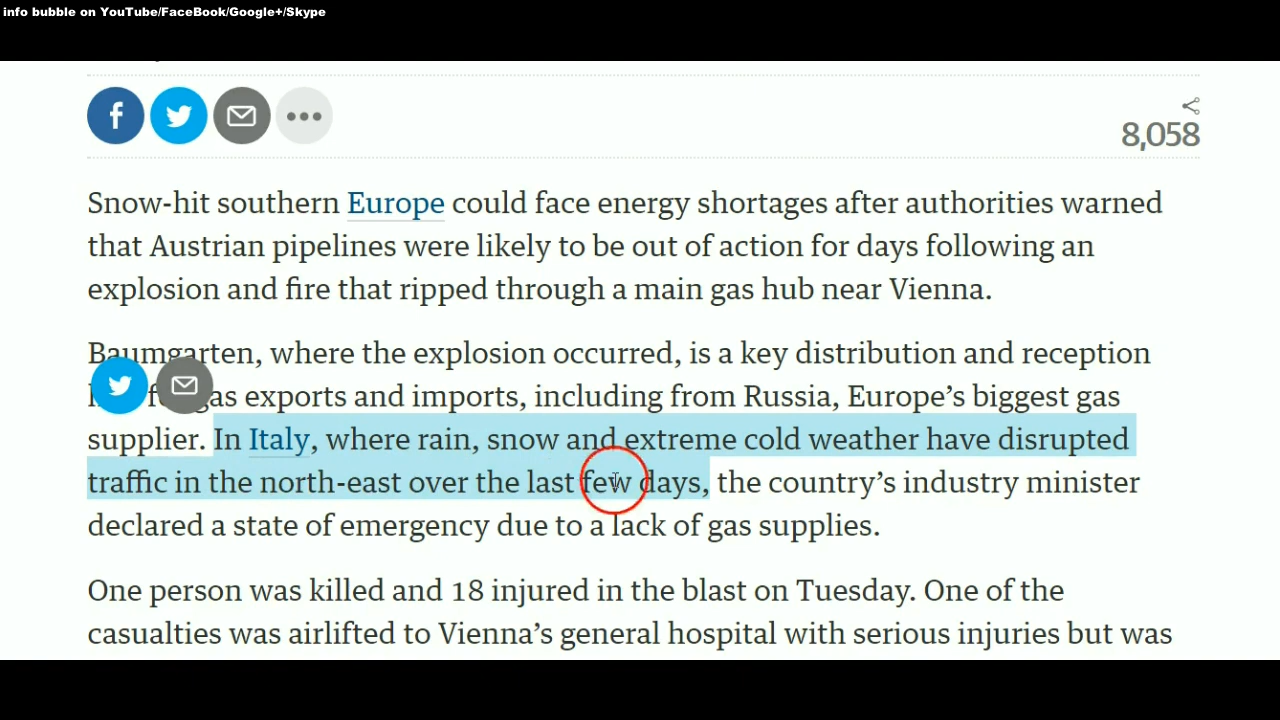 info bubble on YouTube/FaceBook/Google+/Skype
8,058
Snow-hit southern Europe could face energy shortages after authorities warned
that Austrian pipelines were likely to be out of action for days following an
explosion and fire that ripped through a main gas hub near Vienna.
Baumgarten, where the explosion occurred, is a key distribution and reception
gas exports and imports, including from Russia, Europe’s biggest gas
supplier. In Italy, where rain, snow and extreme cold weather have disrupted
traffic in the north-east over the last few days, the country’s industry minister
declared a state of emergency due to a lack of gas supplies.
One person was killed and 18 injured in the blast on Tuesday. One of the
casualties was airlifted to Vienna’s general hospital with serious injuries but was